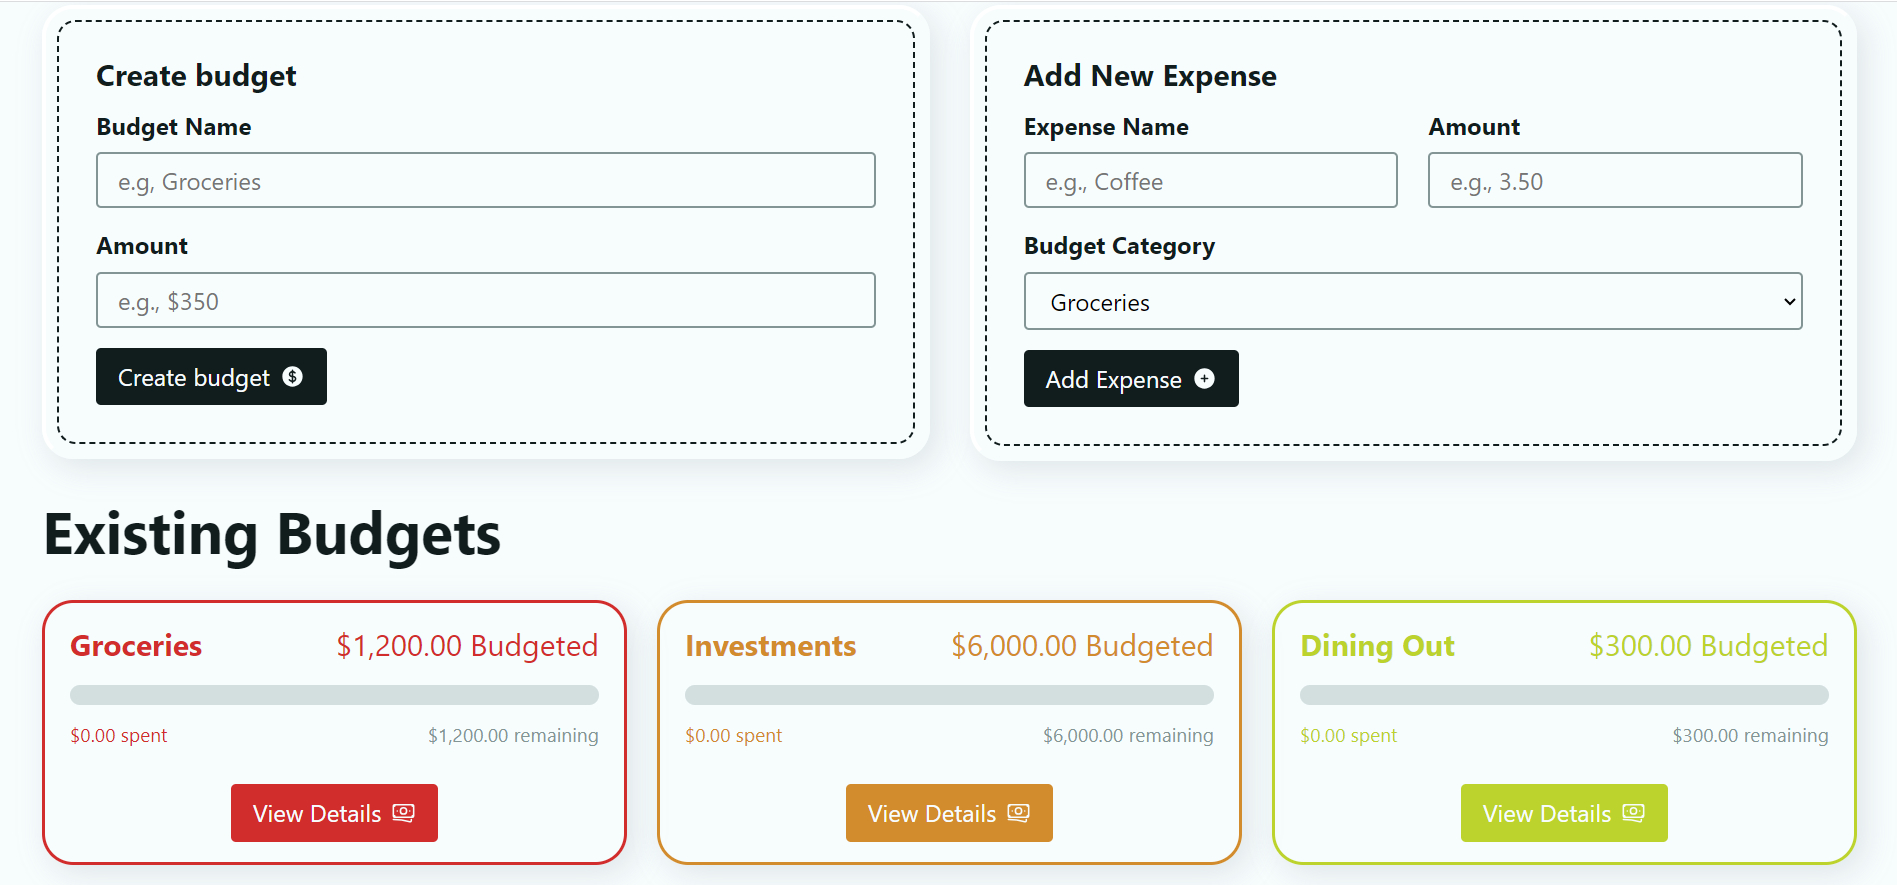 Create budget
Budget Name
e.g, Groceries
Amount
e.g., $350
Create budget
Add New Expense
Expense Name
Amount
e.g., Coffee
e.g., 3.50
Budget Category
Groceries
Add Expense
Existing Budgets
Groceries
$1,200.00 Budgeted
$0.00 spent
$1,200.00 remaining
View Details
Investments
$6,000.00 Budgeted
$0.00 spent
$6,000.00 remaining
View Details
Dining Out
$300.00 Budgeted
$0.00 spent
$300.00 remaining
View Details